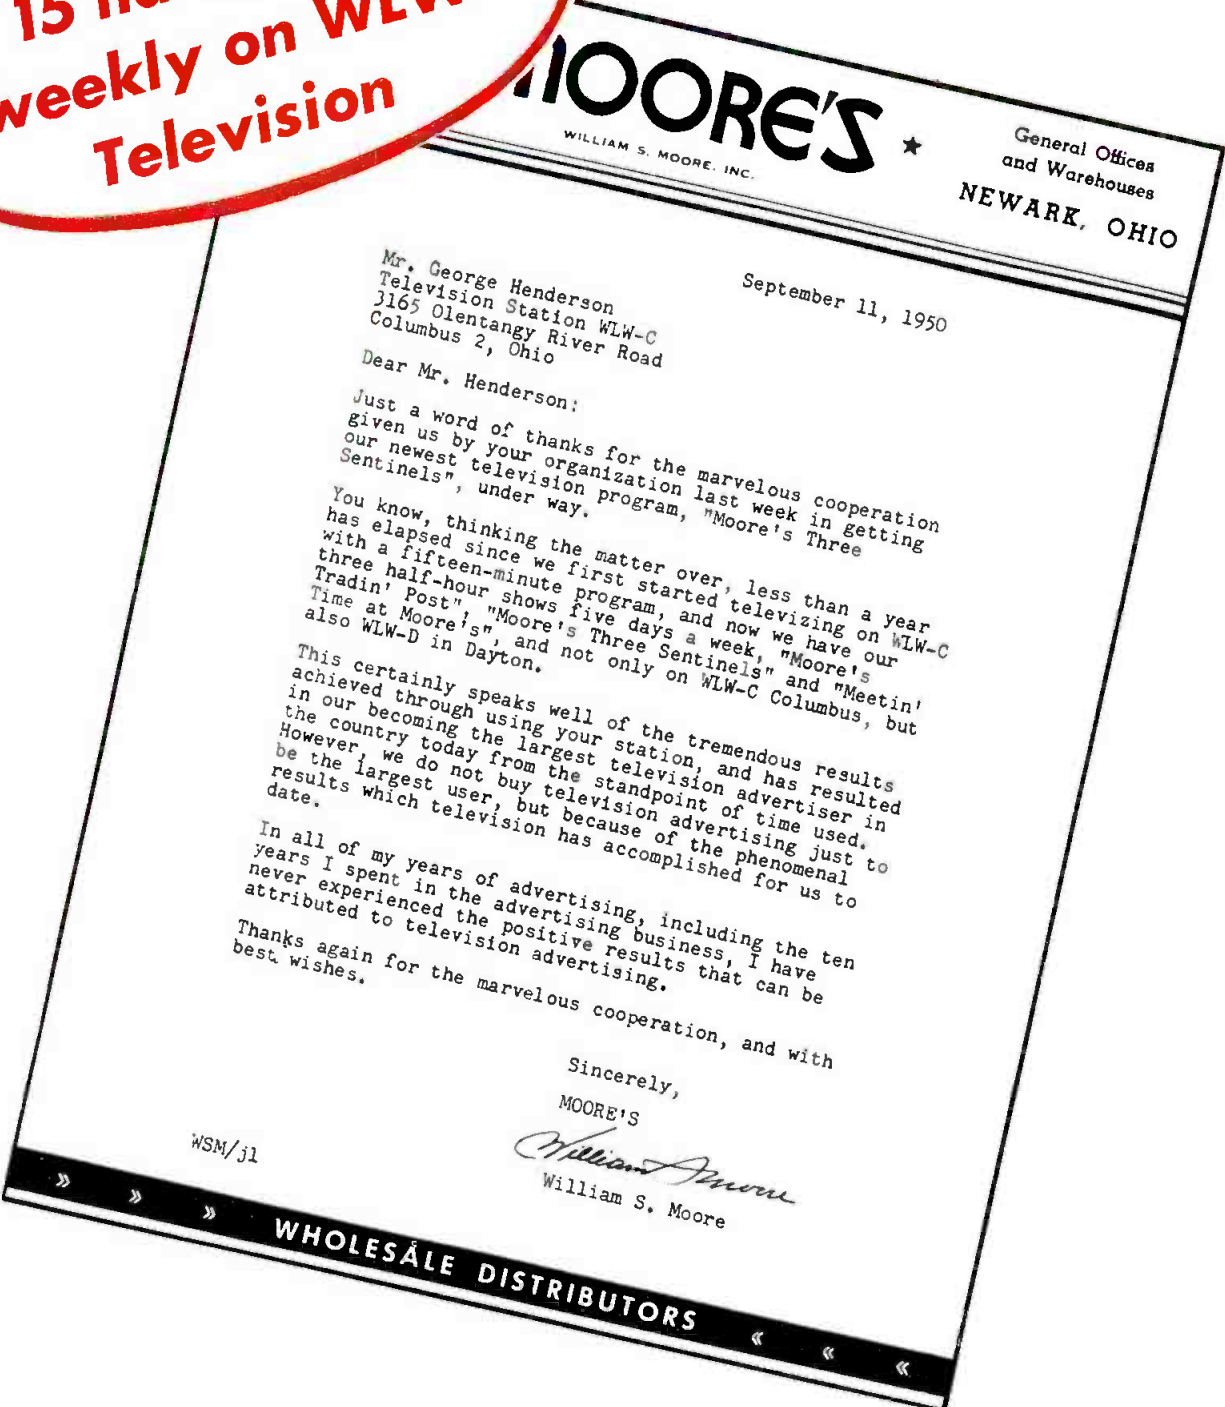 15
weekly on WLW
Television
MOORE'S ★
WILLIAM S. MOORE, INC.
General Offices
and Warehouses
NEWARK, OHIO
September 11, 1950
Mr. George Henderson
Television Station WLW-C
3165 Olentangy River Road
Columbus 2, Ohio
Dear Mr. Henderson:
Just a word of thanks for the marvelous cooperation
given us by your organization last week in getting
our newest television program, "Moore's Three
Sentinels", under way.
You know, thinking the matter over, less than a year
has elapsed since we first started televizing on WLW-C
with a fifteen-minute program, and now we have our
three half-hour shows five days a week, "Moore's
Tradin' Post", "Moore's Three Sentinels" and "Meetin'
Time at Moore's", and not only on WLW-C Columbus, but
also WLW-D in Dayton.
This certainly speaks well of the tremendous results
achieved through using your station, and has resulted
in our becoming the largest television advertiser in
the country today from the standpoint of time used.
However, we do not buy television advertising just to
be the largest user, but because of the phenomenal
results which television has accomplished for us to
date.
In all of my years of advertising, including the ten
years I spent in the advertising business, I have
never experienced the positive results that can be
attributed to television advertising.
Thanks again for the marvelous cooperation, and with
best wishes.
Sincerely,
MOORE'S
William S Moore
William S. Moore
WSM/jl
» » » WHOLESALE DISTRIBUTORS « « «